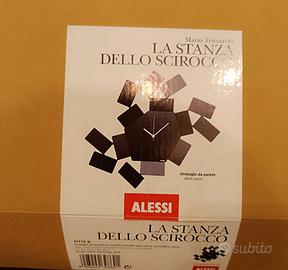 Mario Trimarchi
LA STANZA
DELLO SCIROCCO
Orologio da parete
Wall clock
ALESSI
LA STANZA
DELLO SCIROCCO
subito